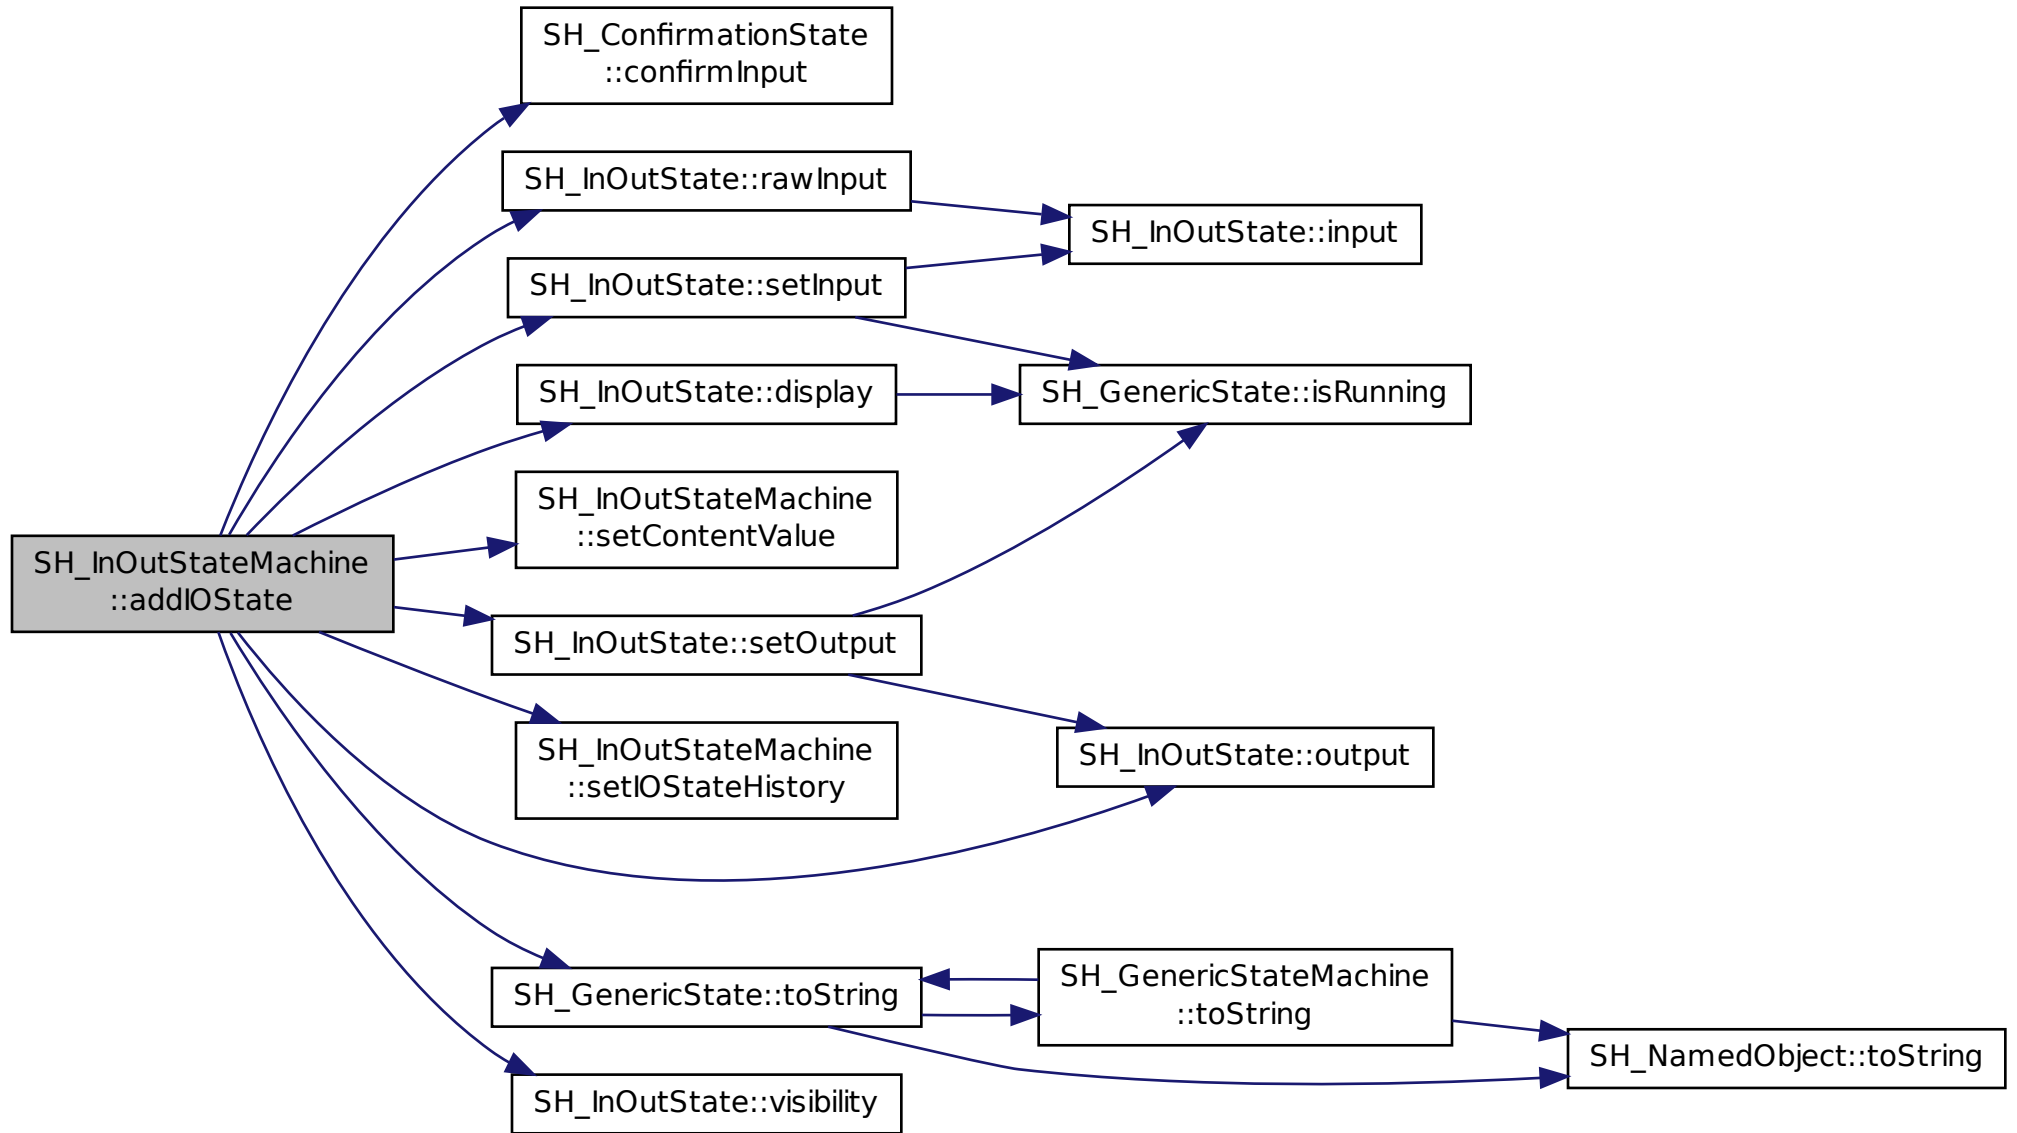 SH_ConfirmationState
::confirmInput
SH_InOutState::rawInput
SH_InOutState::input
SH_InOutState::setInput
SH_InOutState::display
SH_GenericState::isRunning
SH_InOutStateMachine
::setContentValue
SH_InOutStateMachine
::addIOState
SH_InOutState::setOutput
SH_InOutStateMachine
::setIOStateHistory
SH_InOutState::output
SH_GenericState::toString
SH_GenericStateMachine
::toString
SH_NamedObject::toString
SH_InOutState::visibility